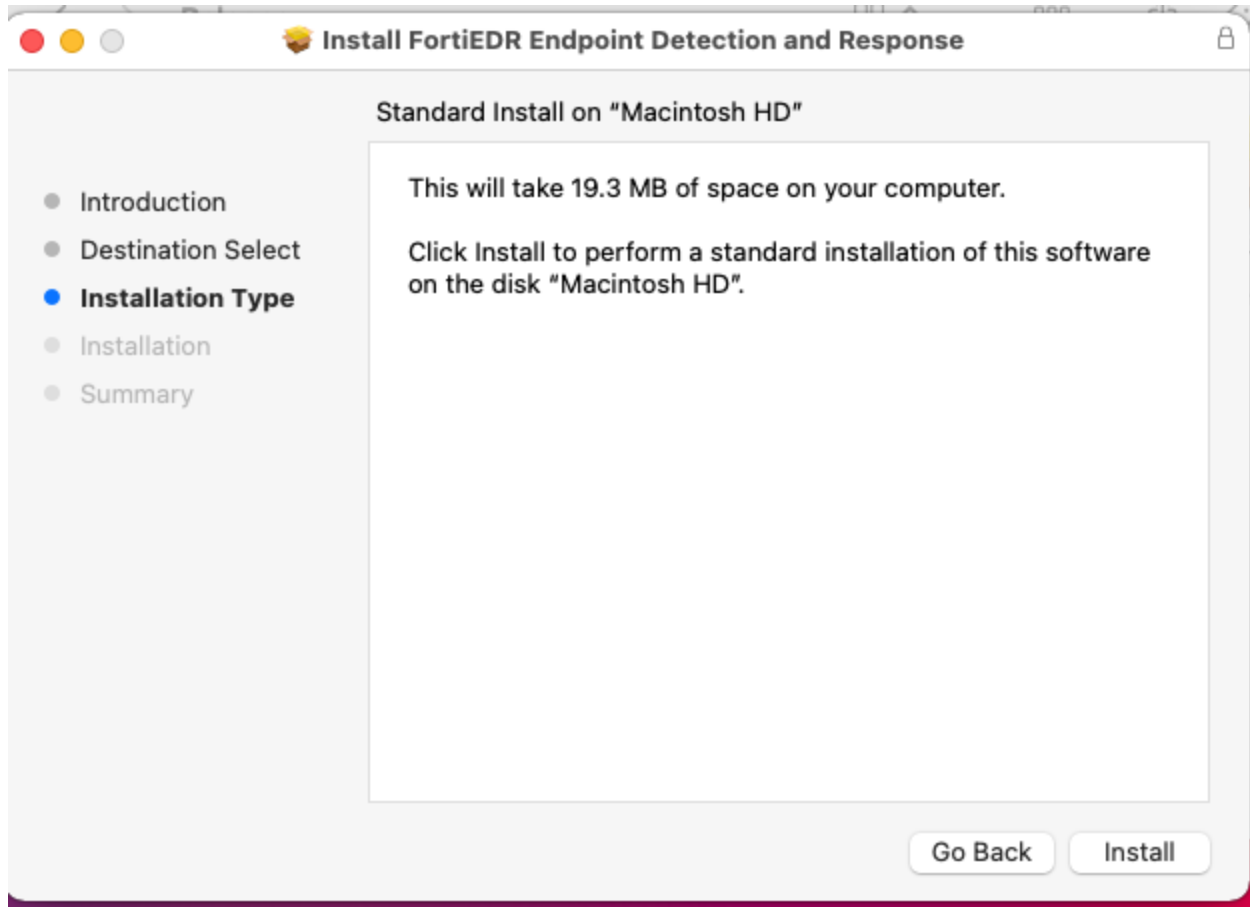 Install FortiEDR Endpoint Detection and Response
Standard Install on “Macintosh HD”
Introduction
Destination Select
Installation Type
Installation
Summary
This will take 19.3 MB of space on your computer.
Click Install to perform a standard installation of this software
on the disk “Macintosh HD”.
Go Back
Install